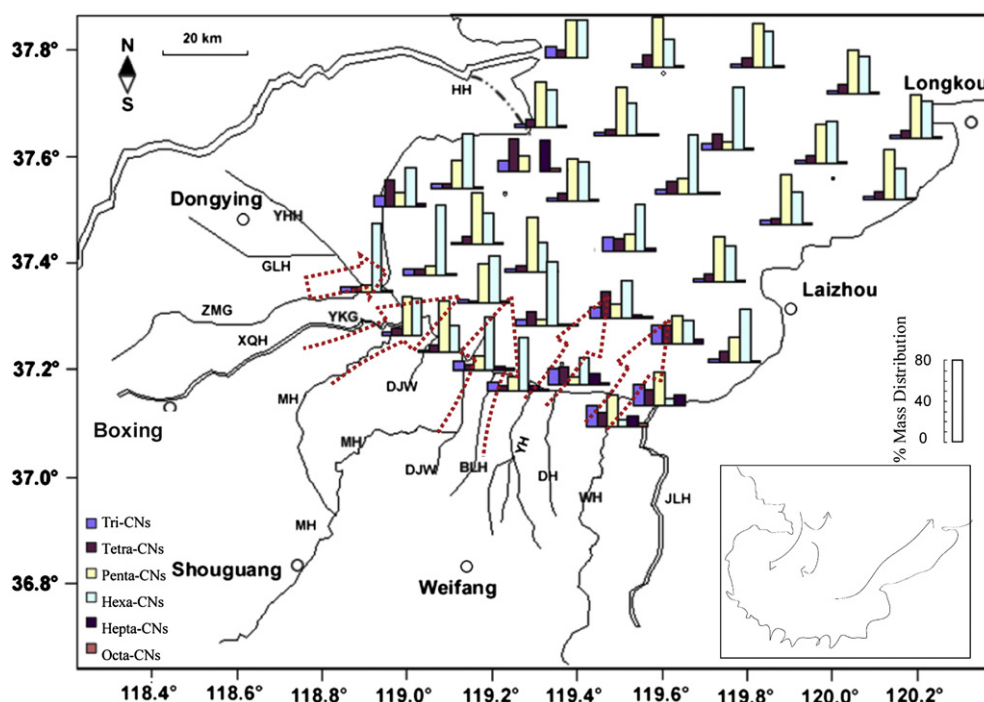 37.8°
37.6°
37.4°
37.2°
37.0°
36.8°
N
S
20 km
HH
Longkou
Dongying
YHH
GLH
ZMG
YKG
XQH
Laizhou
DJW
MH
Boxing
MH
DJW
BLH
YH
DH
WH
JLH
MH
Shouguang
Weifang
80
40
0
% Mass Distribution
Tri-CNs
Tetra-CNs
Penta-CNs
Hexa-CNs
Hepta-CNs
Octa-CNs
118.4° 118.6° 118.8° 119.0° 119.2° 119.4° 119.6° 119.8° 120.0° 120.2°